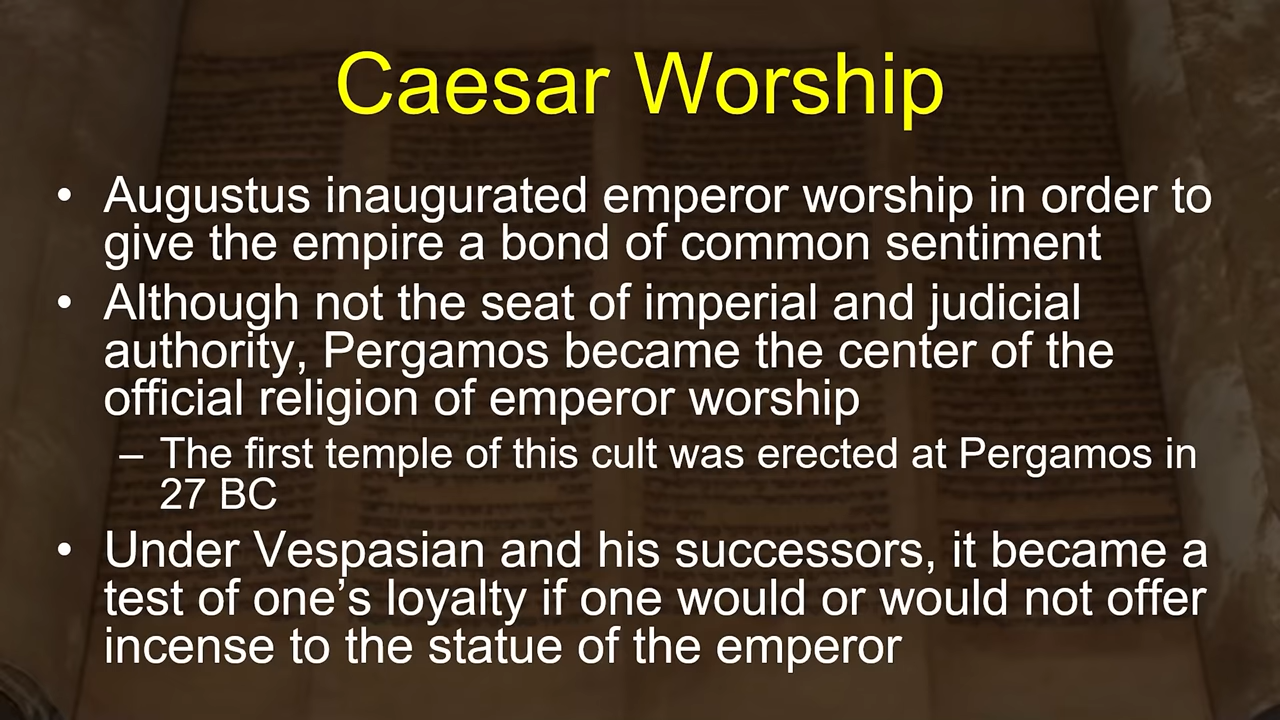 Caesar Worship
• Augustus inaugurated emperor worship in order to
give the empire a bond of common sentiment
• Although not the seat of imperial and judicial
authority, Pergamos became the center of the
official religion of emperor worship
– The first temple of this cult was erected at Pergamos in
27 BC
• Under Vespasian and his successors, it became a
test of one’s loyalty if one would or would not offer
incense to the statue of the emperor